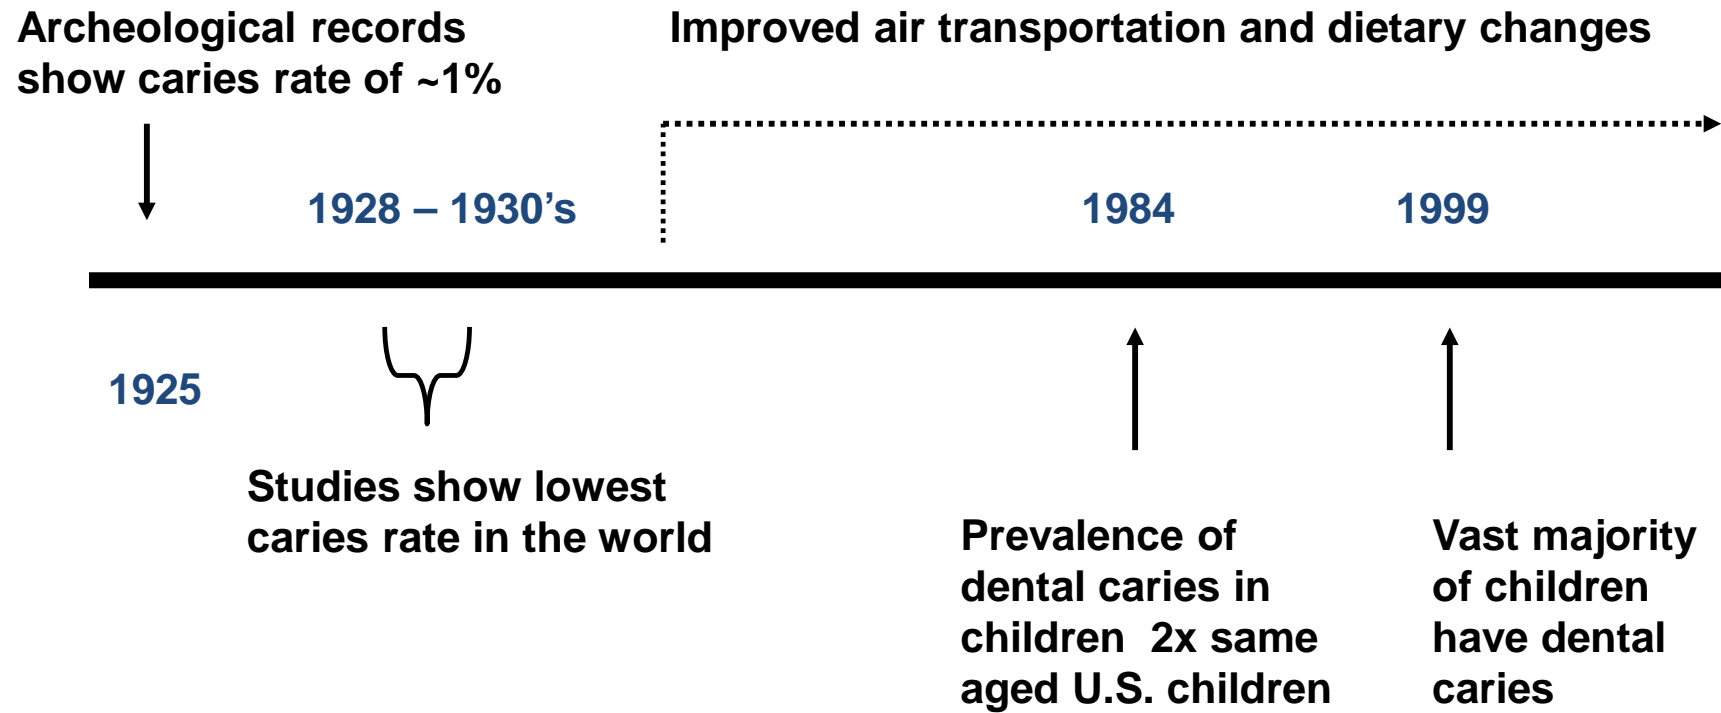 Archeological records
show caries rate of ~1%
Improved air transportation and dietary changes
1928 – 1930’s
1984
1999
1925
Studies show lowest
caries rate in the world
Prevalence of
dental caries in
children  2x same
aged U.S. children
Vast majority
of children
have dental
caries